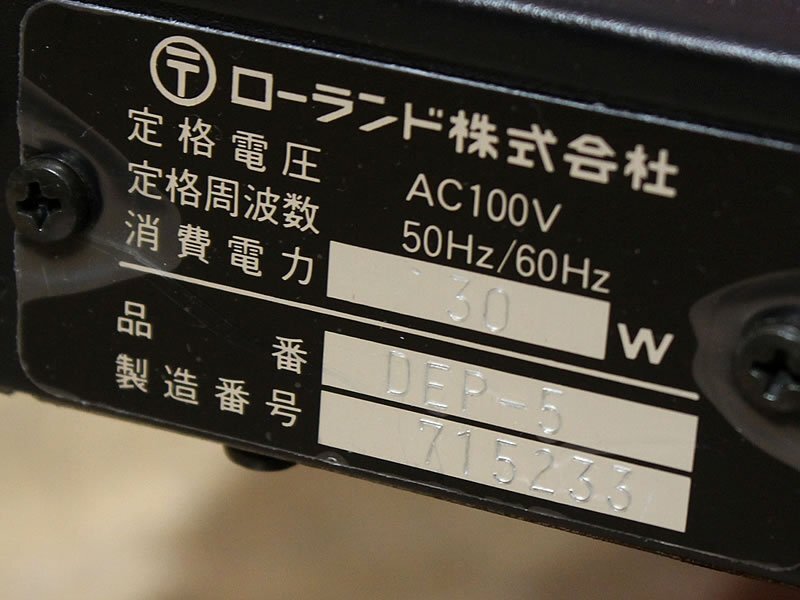 〒 ローランド株式会社
定格電圧 AC100V
定格周波数 50Hz/60Hz
消費電力 30 W
品番 DEP-5
製造番号 715233